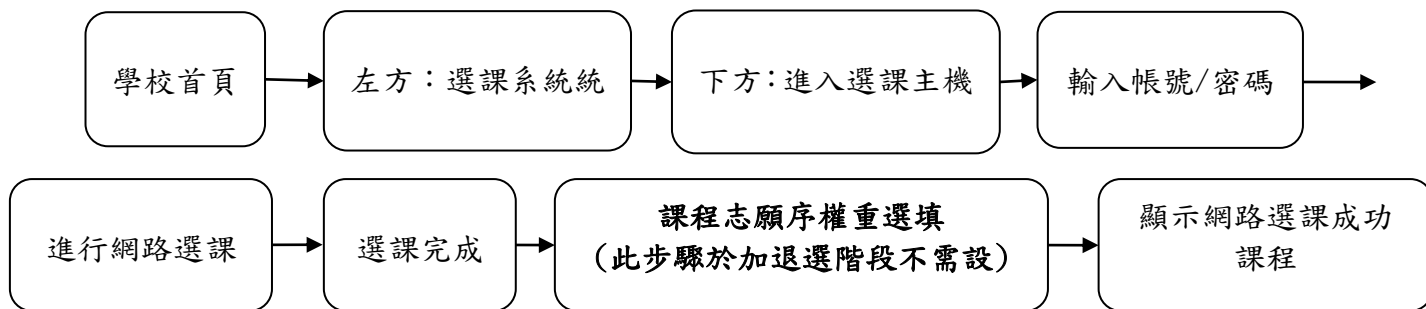 學校首頁
左方：選課系統統
下方：進入選課主機
輸入帳號/密碼
進行網路選課
選課完成
課程志願序權重選填
(此步驟於加退選階段不需設)
顯示網路選課成功
課程